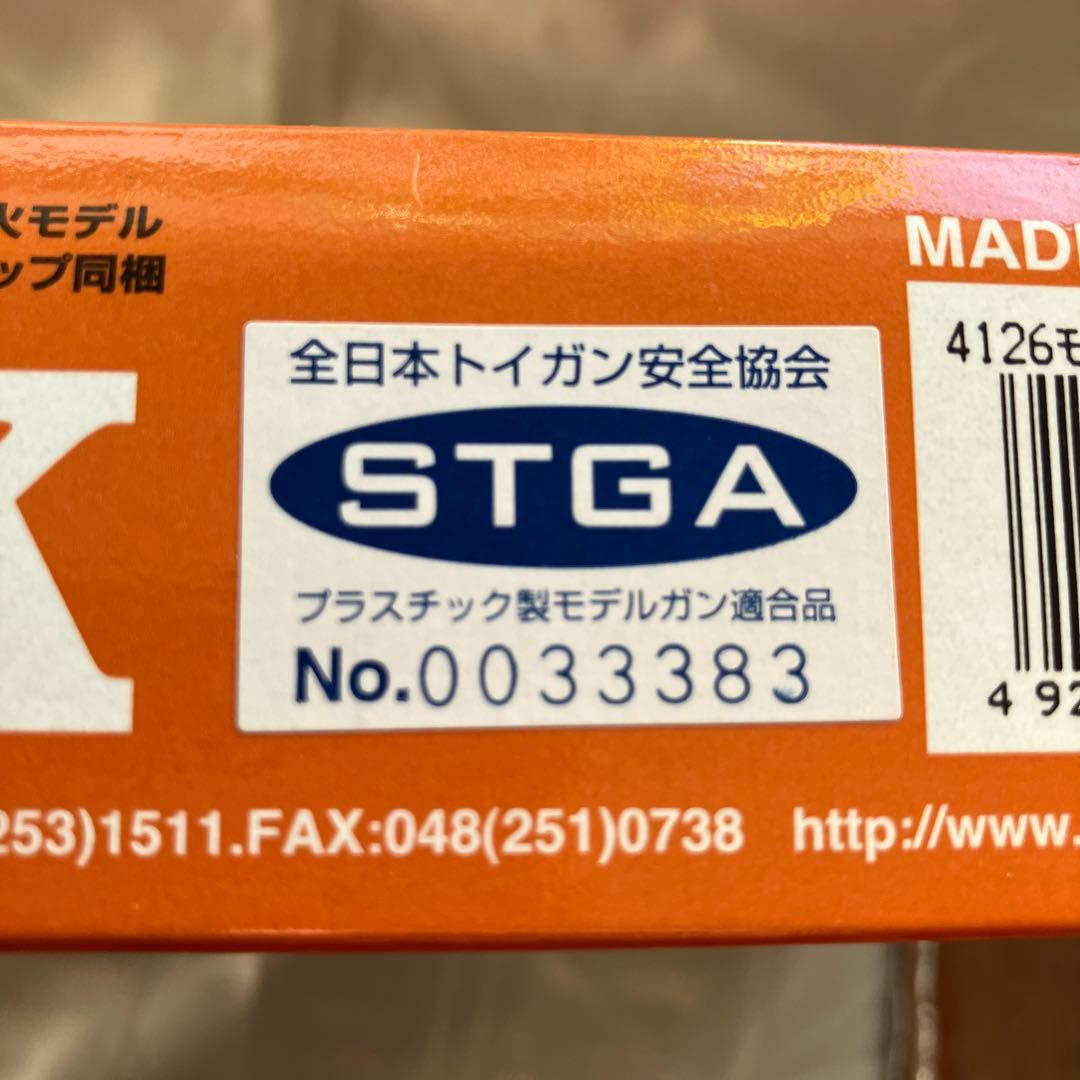 火モデル
ップ同梱
MAD
4126モ
全日本トイガン安全協会
STGA
プラスチック製モデルガン適合品
No.0033383
4 92
253)1511.FAX:048(251)0738 http://www.